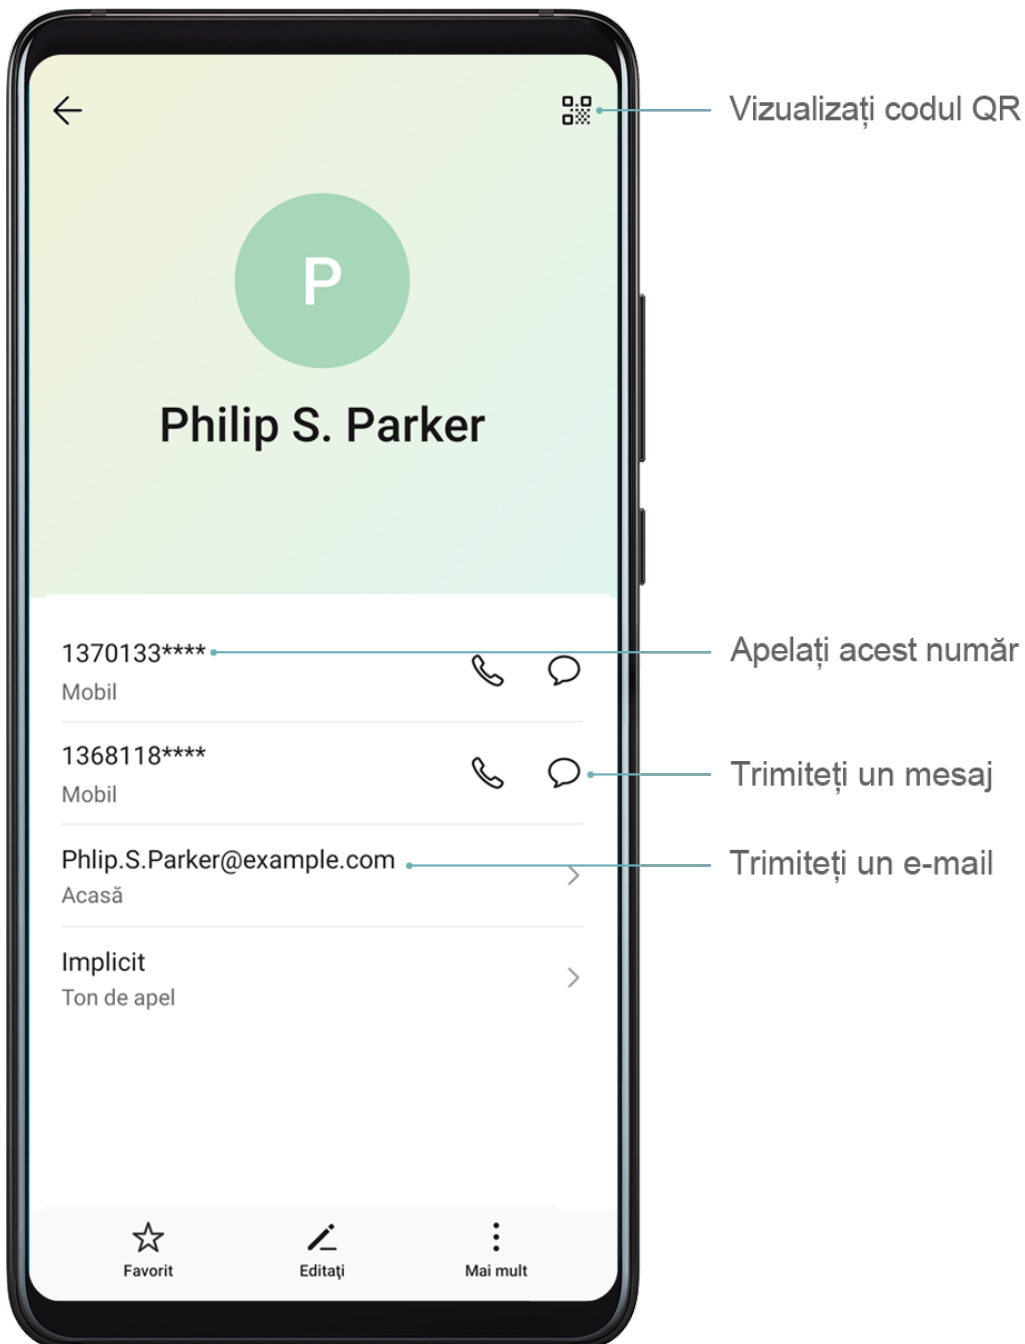 Vizualizați codul QR
P
Philip S. Parker
1370133****
Apelați acest număr
Mobil
1368118****
Trimiteți un mesaj
Mobil
Phlip.S.Parker@example.com
Trimiteți un e-mail
Acasă
Implicit
Ton de apel
Favorit
Editați
Mai mult